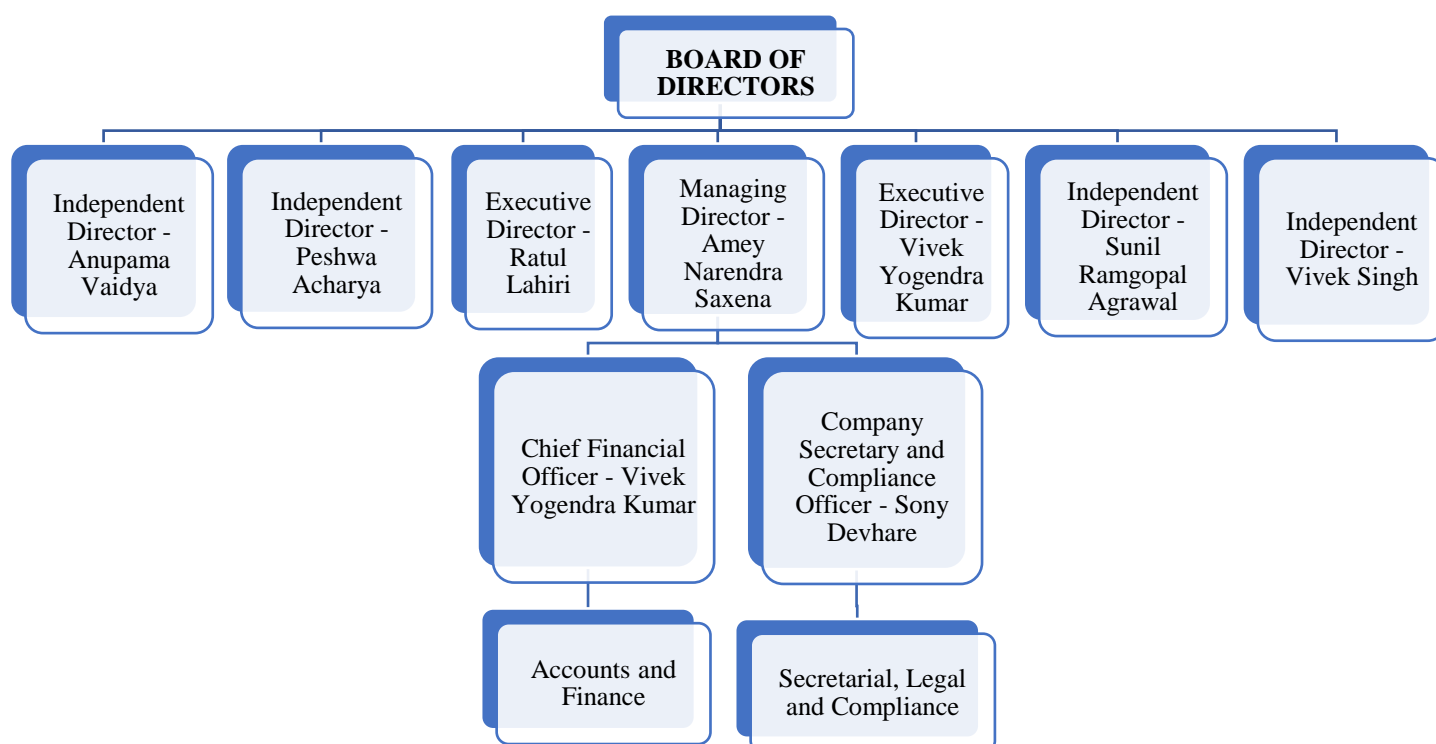 BOARD OF
DIRECTORS
Independent
Director -
Anupama
Vaidya
Independent
Director -
Peshwa
Acharya
Executive
Director -
Ratul
Lahiri
Managing
Director -
Amey
Narendra
Saxena
Executive
Director -
Vivek
Yogendra
Kumar
Independent
Director -
Sunil
Ramgopal
Agrawal
Independent
Director -
Vivek Singh
Chief Financial
Officer - Vivek
Yogendra Kumar
Company
Secretary and
Compliance
Officer - Sony
Devhare
Accounts and
Finance
Secretarial, Legal
and Compliance